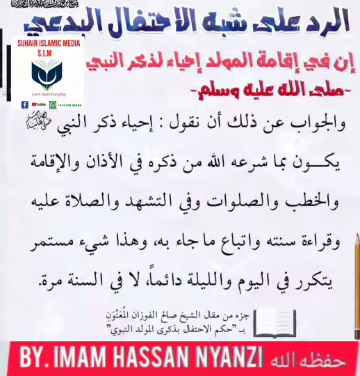 الرد على شبه الاحتفال البدعي
SUHAIR ISLAMIC MEDIA
S.I.M
إن في إقامة المولد إحياء لذكر النبي
-صلى الله عليه وسلم-
والجواب عن ذلك أن نقول : إحياء ذكر النبي ﷺ
يكـــون بما شرعه الله من ذكره في الأذان والإقامة
والخطب والصلوات وفي التشهد والصلاة عليه
وقراءة سنته واتباع ما جاء به، وهذا شيء مستمر
يتكرر في اليوم والليلة دائماً، لا في السنة مرة.
جزء من مقال الشيخ صالح الفوزان المُعَنْوَن
بـ "حكم الاحتفال بذكرى المولد النبوي"
BY. IMAM HASSAN NYANZI حفظه الله